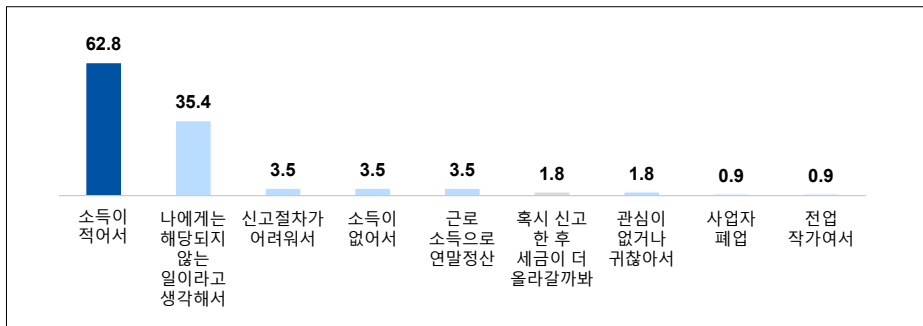 62.8
35.4
3.5
3.5
3.5
1.8
1.8
0.9
0.9
소득이
적어서
나에게는
해당되지
않는
일이라고
생각해서
신고절차가
어려워서
소득이
없어서
근로
소득으로
연말정산
혹시 신고
한 후
세금이 더
올라갈까봐
관심이
없거나
귀찮아서
사업자
폐업
전업
작가여서